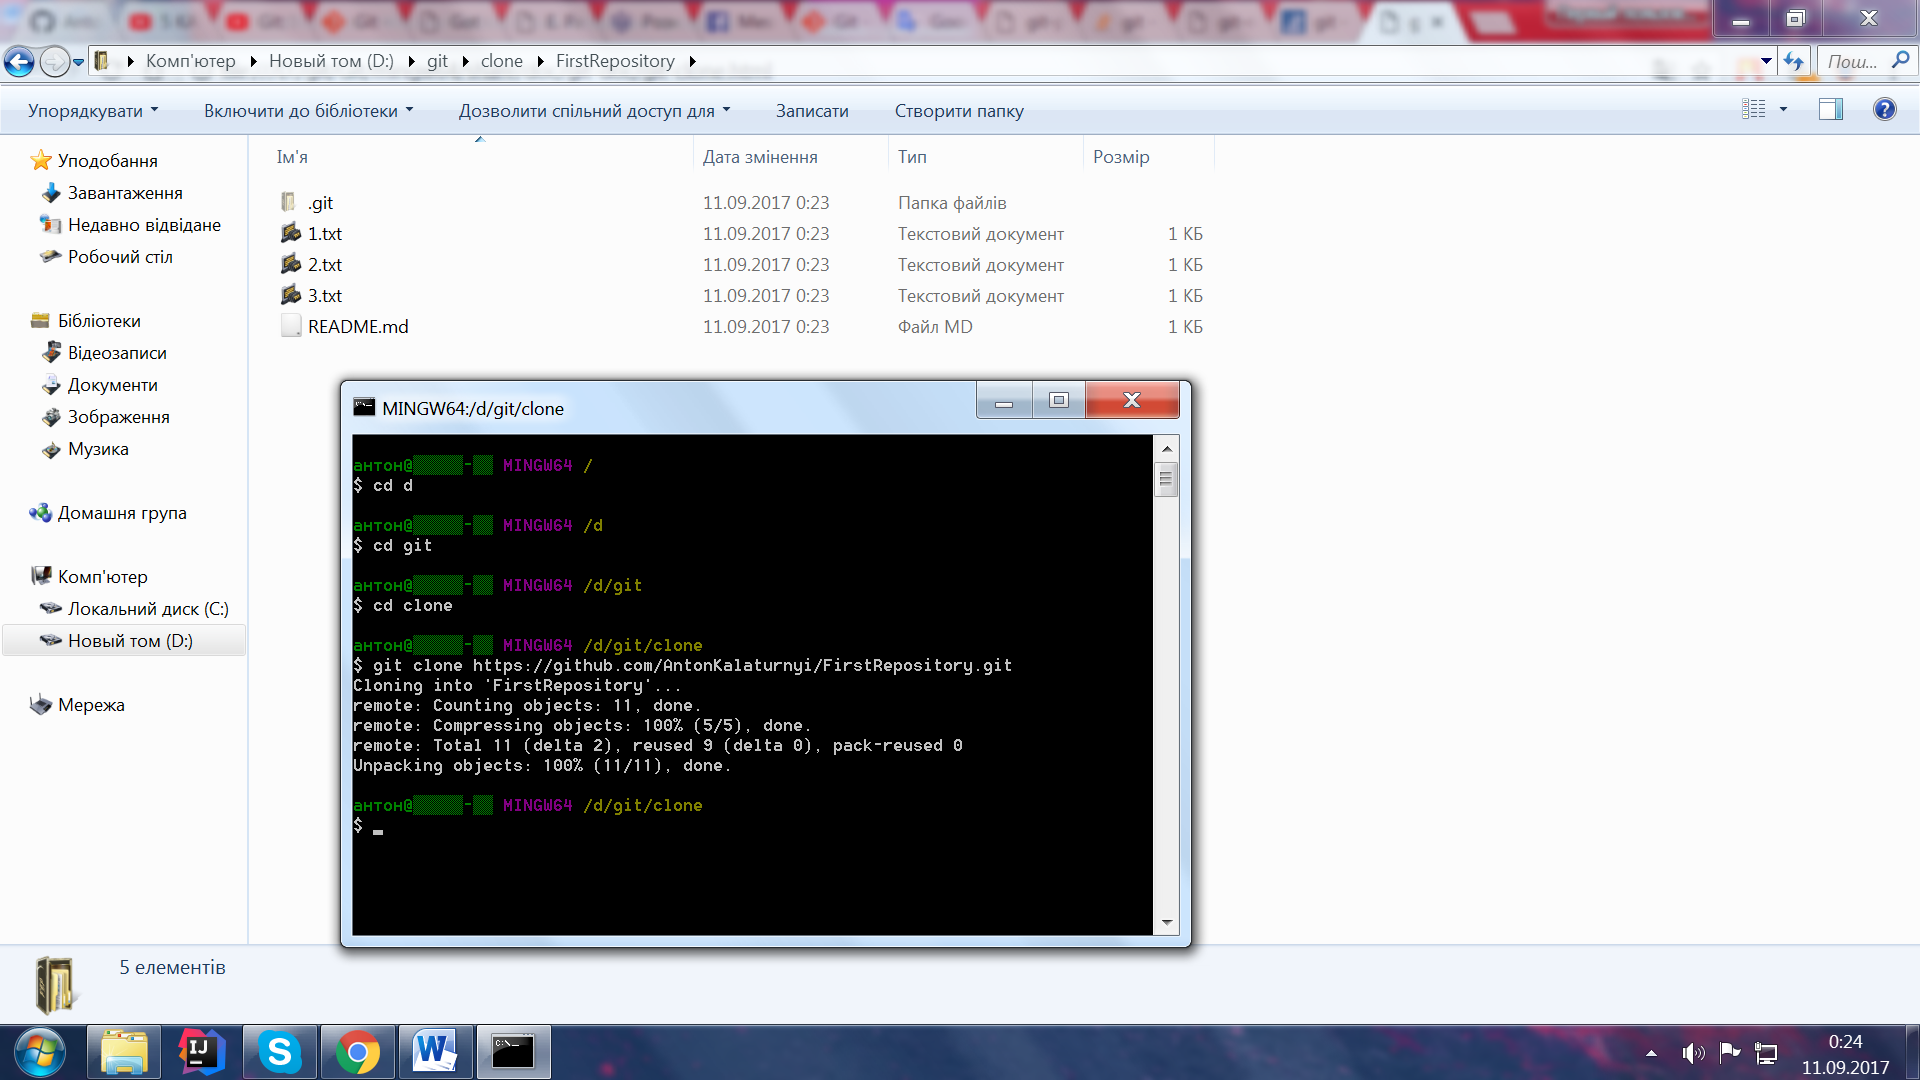 Комп'ютер Новый том (D:) git clone FirstRepository Пош...
Упорядкувати Включити до бібліотеки Дозволити спільний доступ для Записати Створити папку
Уподобання
Завантаження
Недавно відвідане
Робочий стіл
Бібліотеки
Відеозаписи
Документи
Зображення
Музика
Домашня група
Комп'ютер
Локальний диск (C:)
Новый том (D:)
Мережа
Ім'я Дата змінення Тип Розмір
.git 11.09.2017 0:23 Папка файлів
1.txt 11.09.2017 0:23 Текстовий документ 1 КБ
2.txt 11.09.2017 0:23 Текстовий документ 1 КБ
3.txt 11.09.2017 0:23 Текстовий документ 1 КБ
README.md 11.09.2017 0:23 Файл MD 1 КБ
MINGW64:/d/git/clone
антон@ - MINGW64 /
$ cd d
антон@ - MINGW64 /d
$ cd git
антон@ - MINGW64 /d/git
$ cd clone
антон@ - MINGW64 /d/git/clone
$ git clone https://github.com/AntonKalaturnyi/FirstRepository.git
Cloning into 'FirstRepository'...
remote: Counting objects: 11, done.
remote: Compressing objects: 100% (5/5), done.
remote: Total 11 (delta 2), reused 9 (delta 0), pack-reused 0
Unpacking objects: 100% (11/11), done.
антон@ - MINGW64 /d/git/clone
$
5 елементів
0:24
11.09.2017